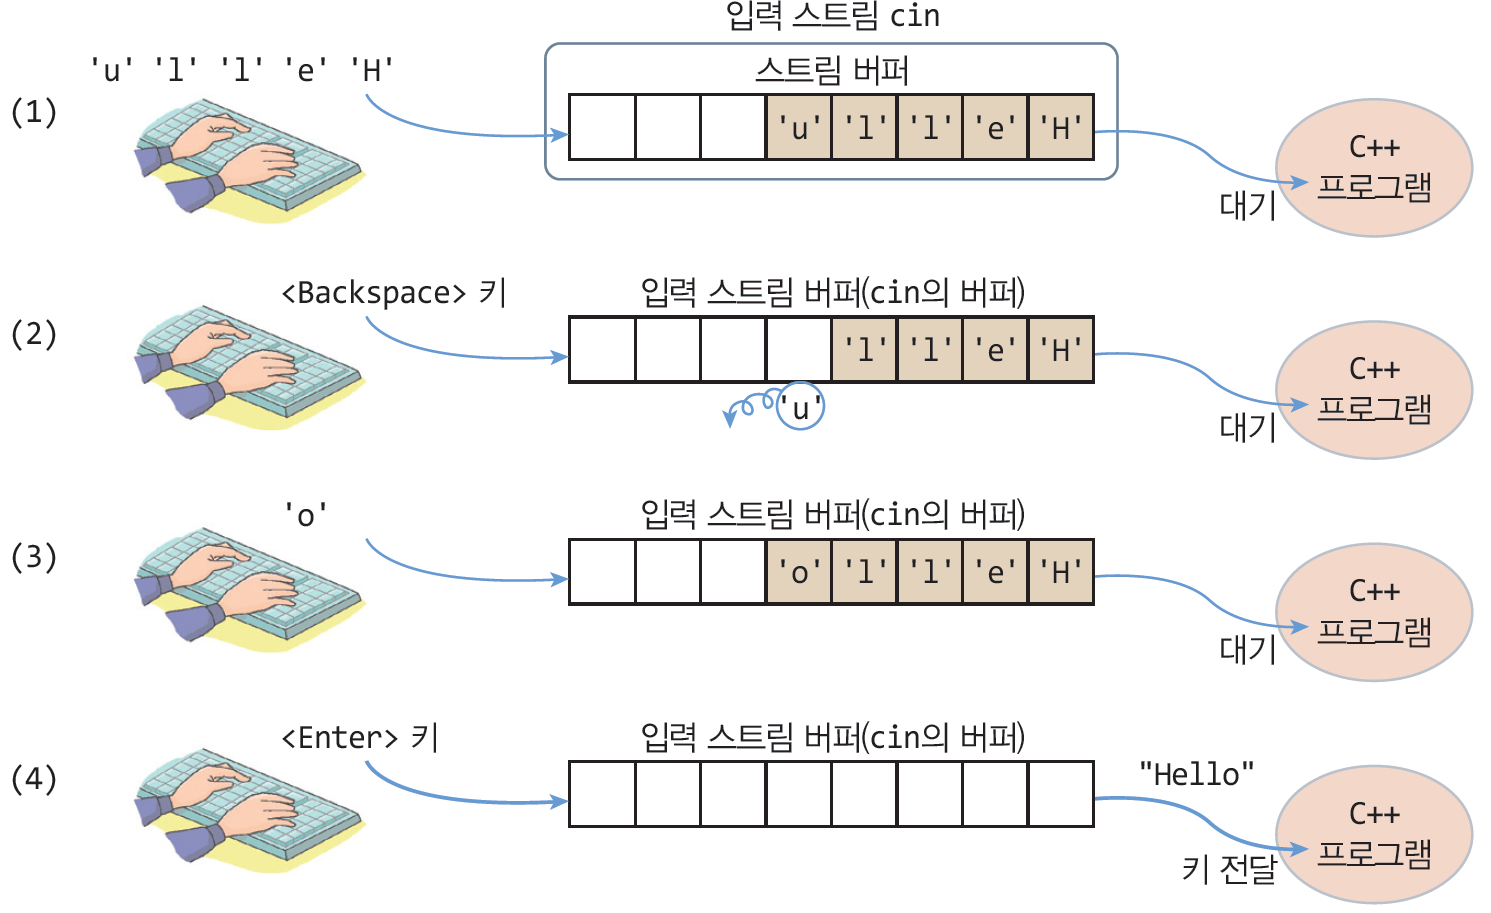 입력 스트림 cin
스트림 버퍼
(1)
'u' 'l' 'l' 'e' 'H'
'u' 'l' 'l' 'e' 'H'
대기
C++
프로그램
(2)
<Backspace> 키
입력 스트림 버퍼(cin의 버퍼)
'l' 'l' 'e' 'H'
'u'
대기
C++
프로그램
(3)
'o'
입력 스트림 버퍼(cin의 버퍼)
'o' 'l' 'l' 'e' 'H'
대기
C++
프로그램
(4)
<Enter> 키
입력 스트림 버퍼(cin의 버퍼)
"Hello"
키 전달
C++
프로그램